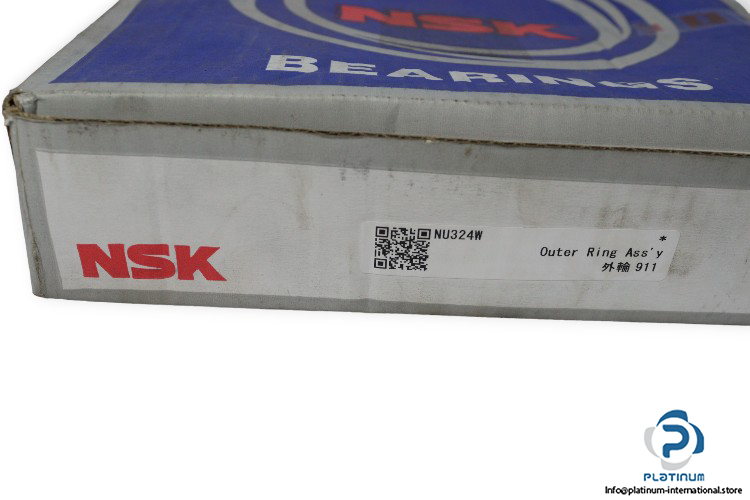 NSK
BEARINGS
NSK
NU324W
*
Outer Ring Ass'y
外輪 911
PLATINUM
Info@platinum-international.store